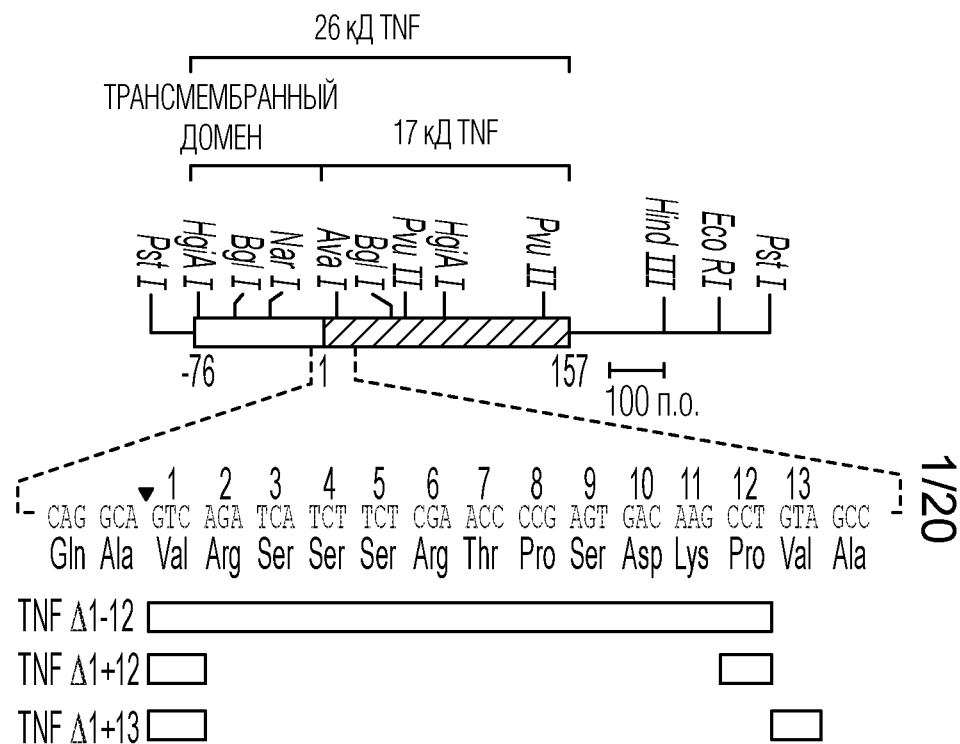 26 кД TNF
ТРАНСМЕМБРАННЫЙ
ДОМЕН
17 кД TNF
Pst I HgiA I Bgl I Nar I Ava I Bgl I Pvu II HgiA I Pvu II Hind III Eco RI Pst I
-76 1 157
100 п.о.
1/20
1 2 3 4 5 6 7 8 9 10 11 12 13
CAG GCA GTC AGA TCA TCT TCT CGA ACC CCG AGT GAC AAG CCT GTA GCC
Gln Ala Val Arg Ser Ser Ser Arg Thr Pro Ser Asp Lys Pro Val Ala
TNF Δ1-12
TNF Δ1+12
TNF Δ1+13